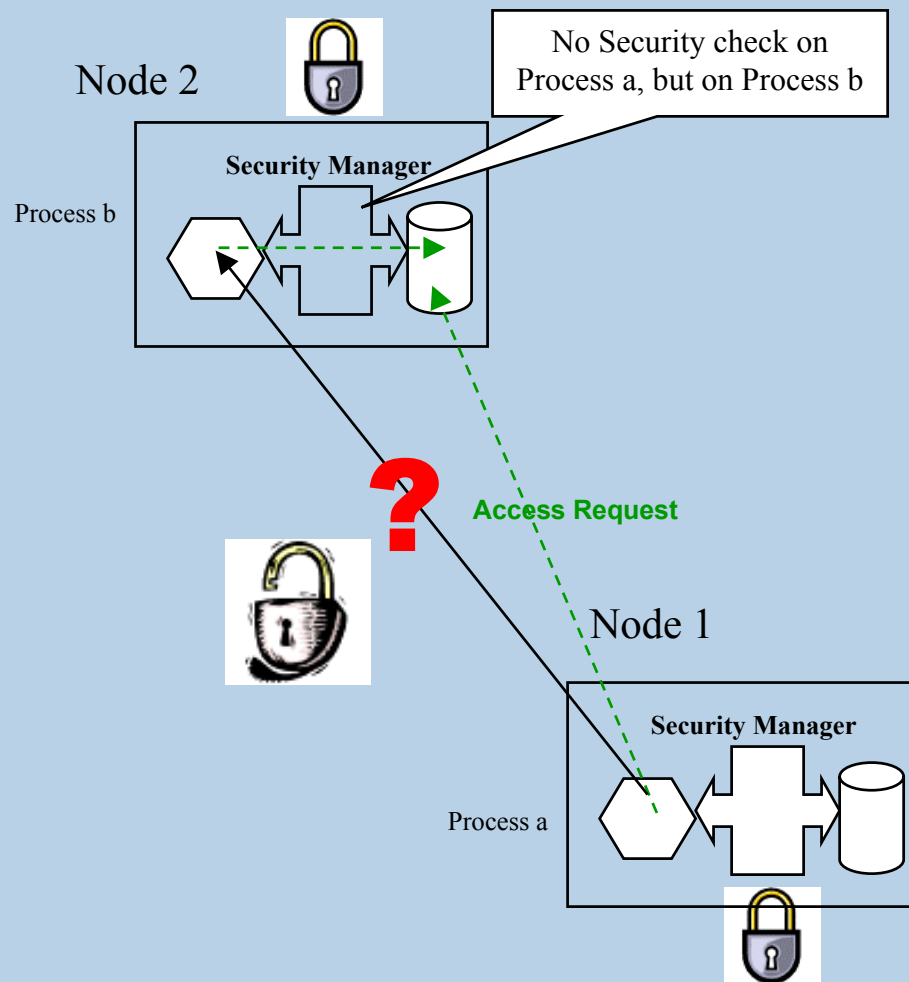 No Security check on
Process a, but on Process b
Node 2
Security Manager
Process b
?
Access Request
Node 1
Security Manager
Process a